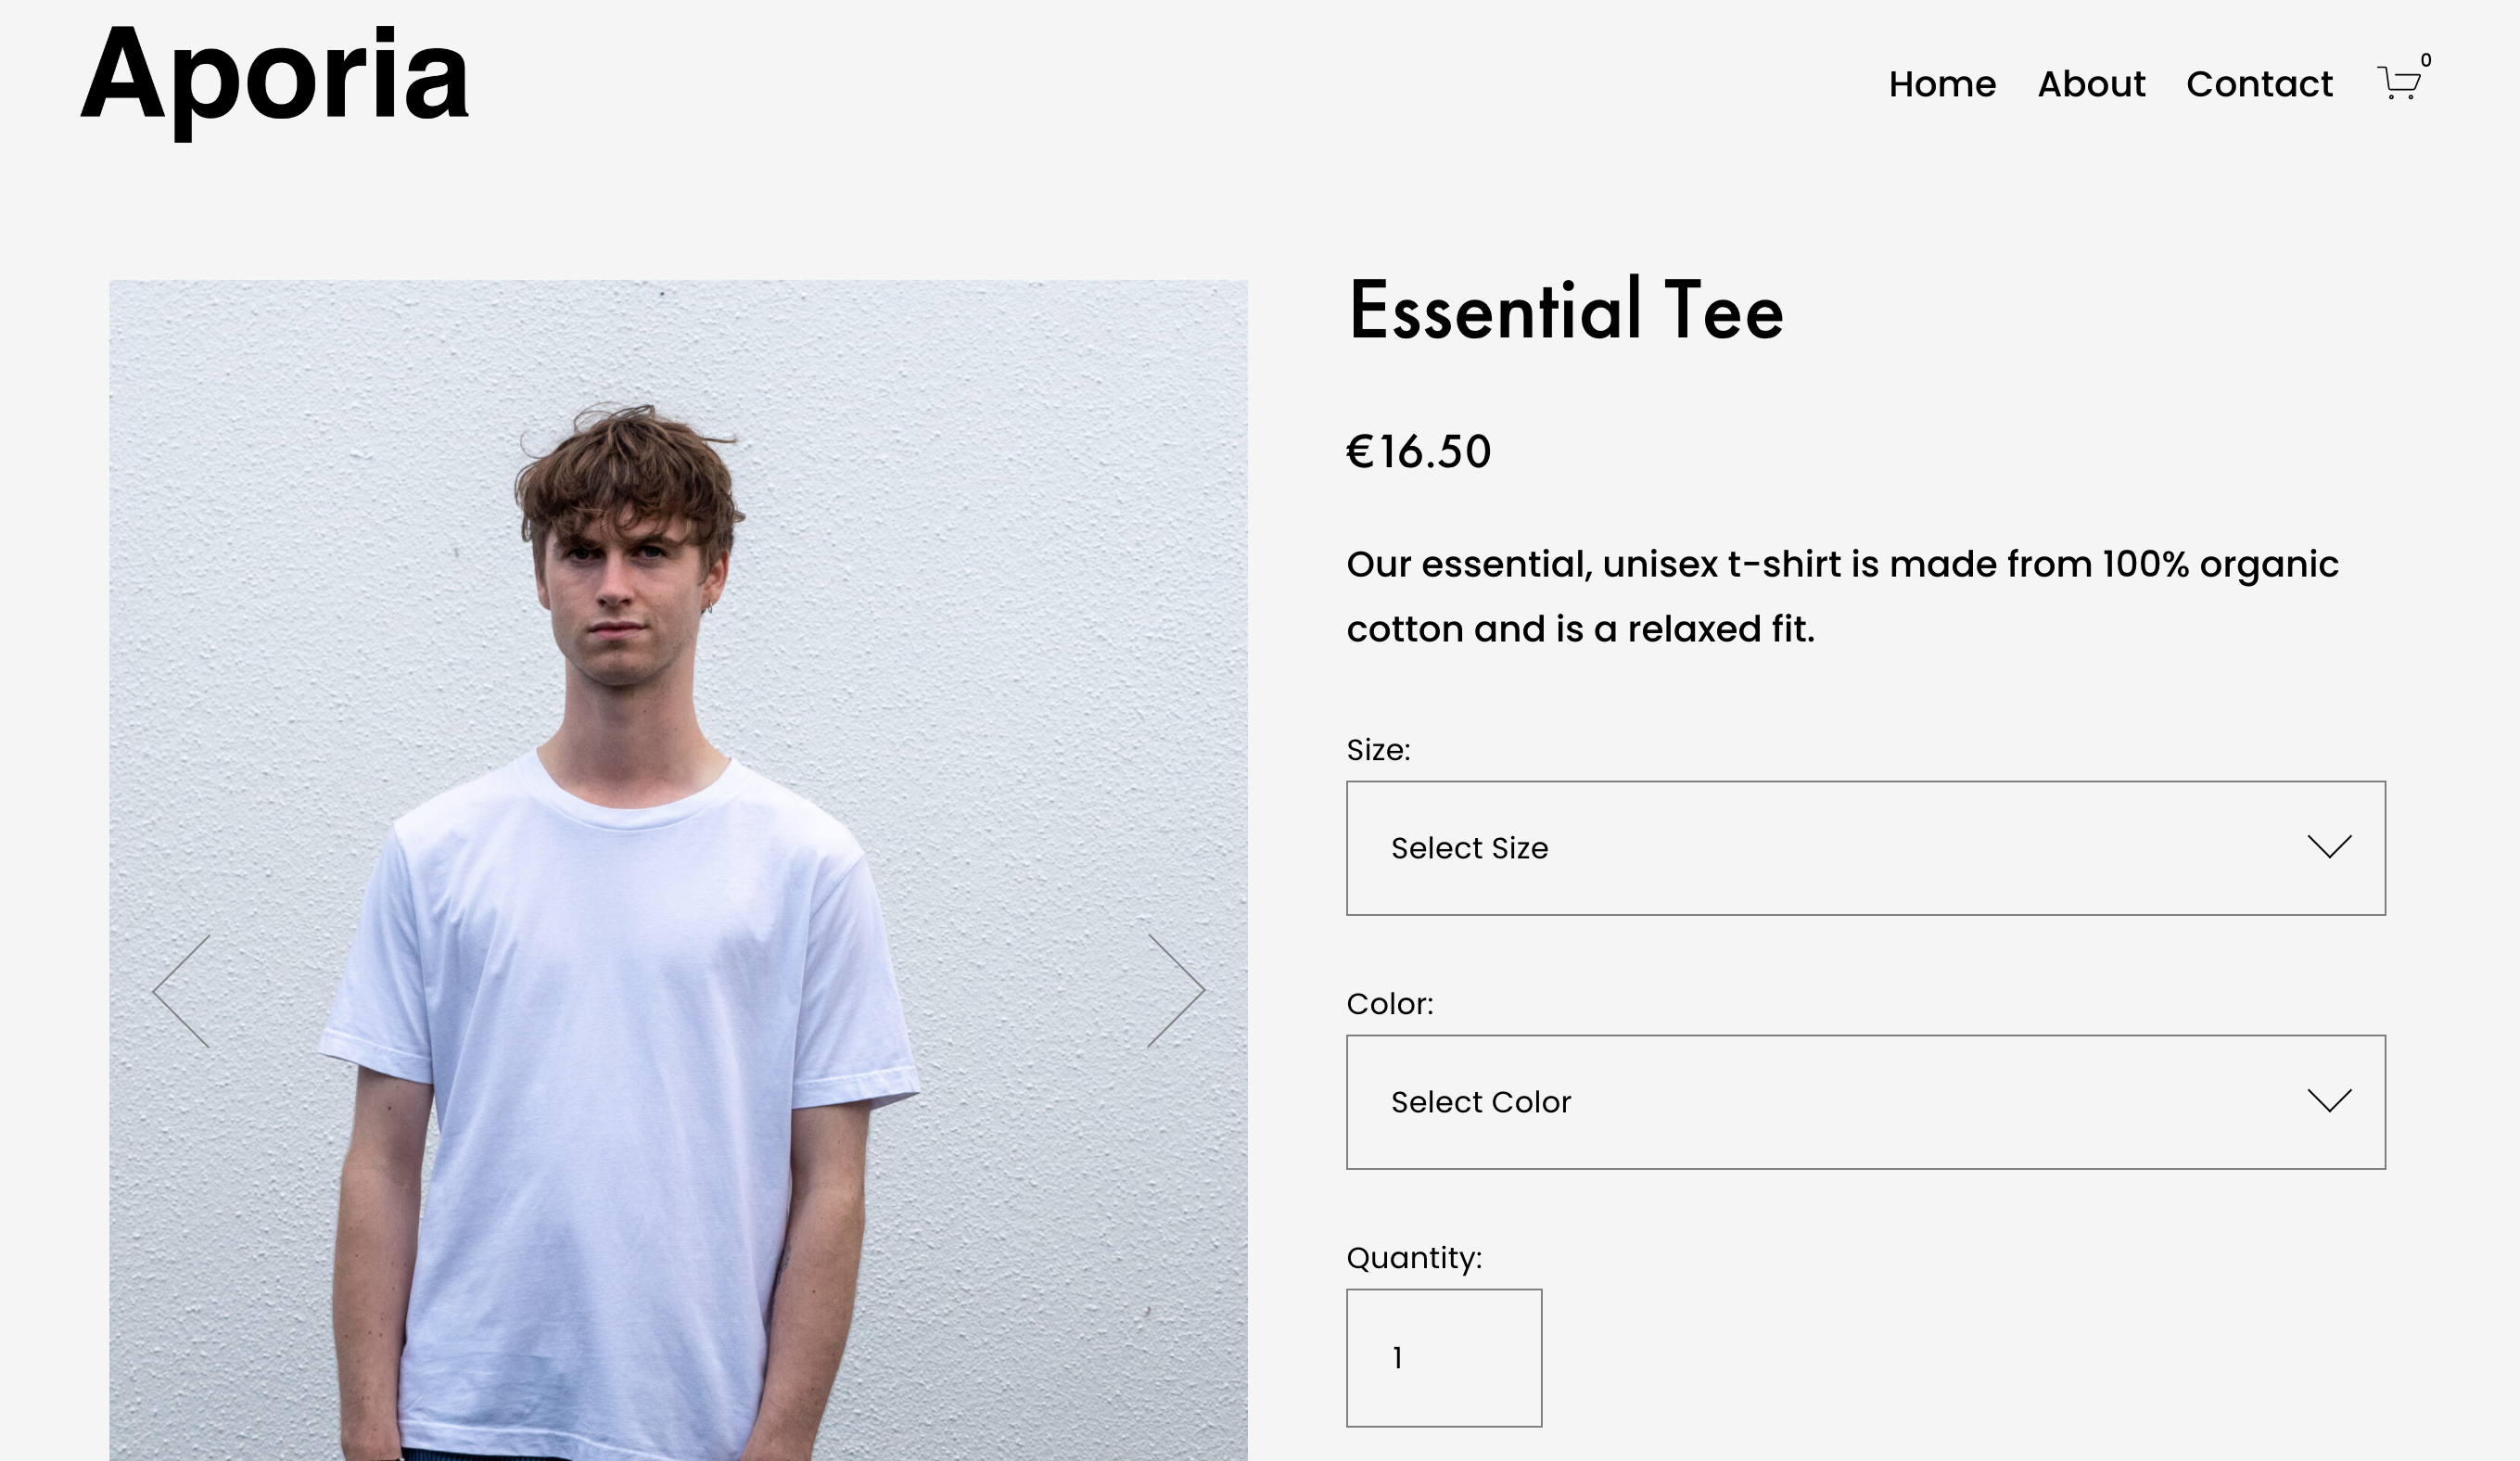 Aporia
Home About Contact 0
Essential Tee
€16.50
Our essential, unisex t-shirt is made from 100% organic
cotton and is a relaxed fit.
Size:
Select Size
Color:
Select Color
Quantity:
1